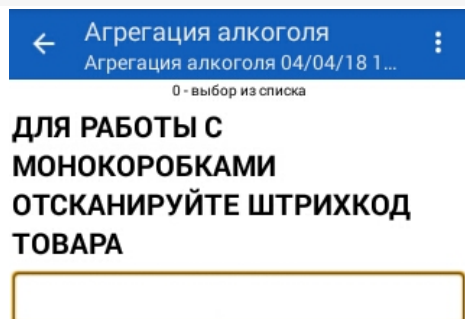 Агрегация алкоголя
Агрегация алкоголя 04/04/18 1...
0 - выбор из списка
ДЛЯ РАБОТЫ С
МОНОКОРОБКАМИ
ОТСКАНИРУЙТЕ ШТРИХКОД
ТОВАРА